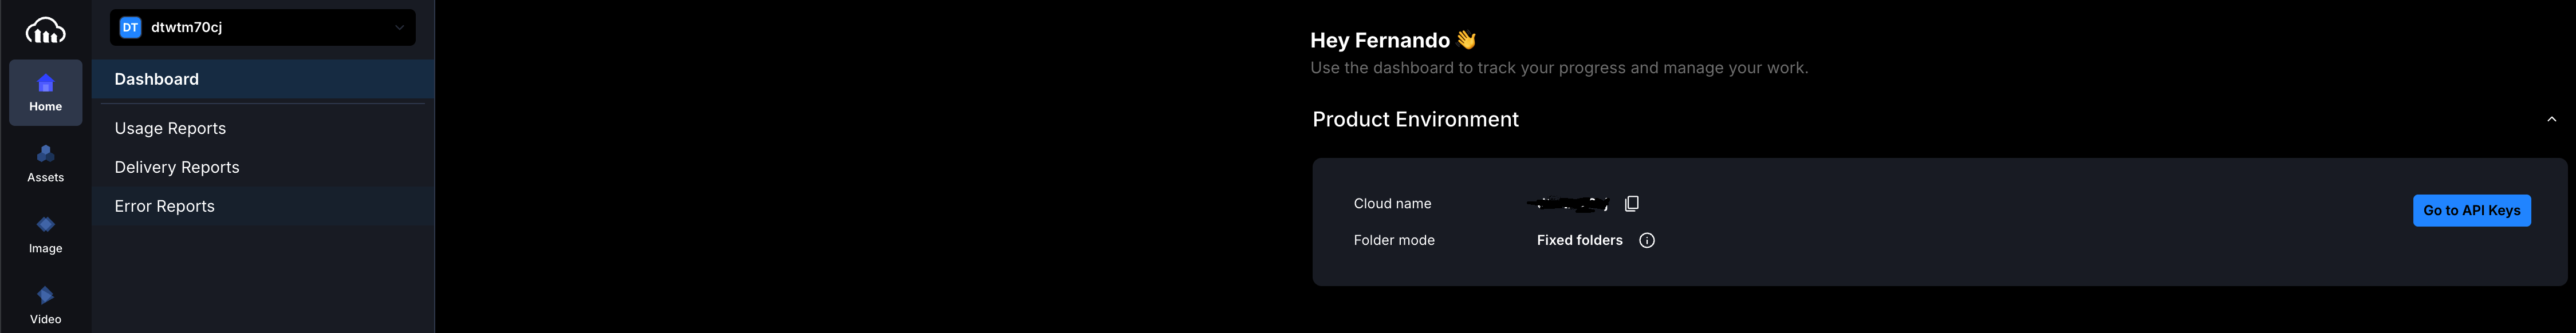 DT dtwtm70cj
Home
Assets
Image
Video
Dashboard
Usage Reports
Delivery Reports
Error Reports
Hey Fernando 👋
Use the dashboard to track your progress and manage your work.
Product Environment
Cloud name
Folder mode Fixed folders
Go to API Keys